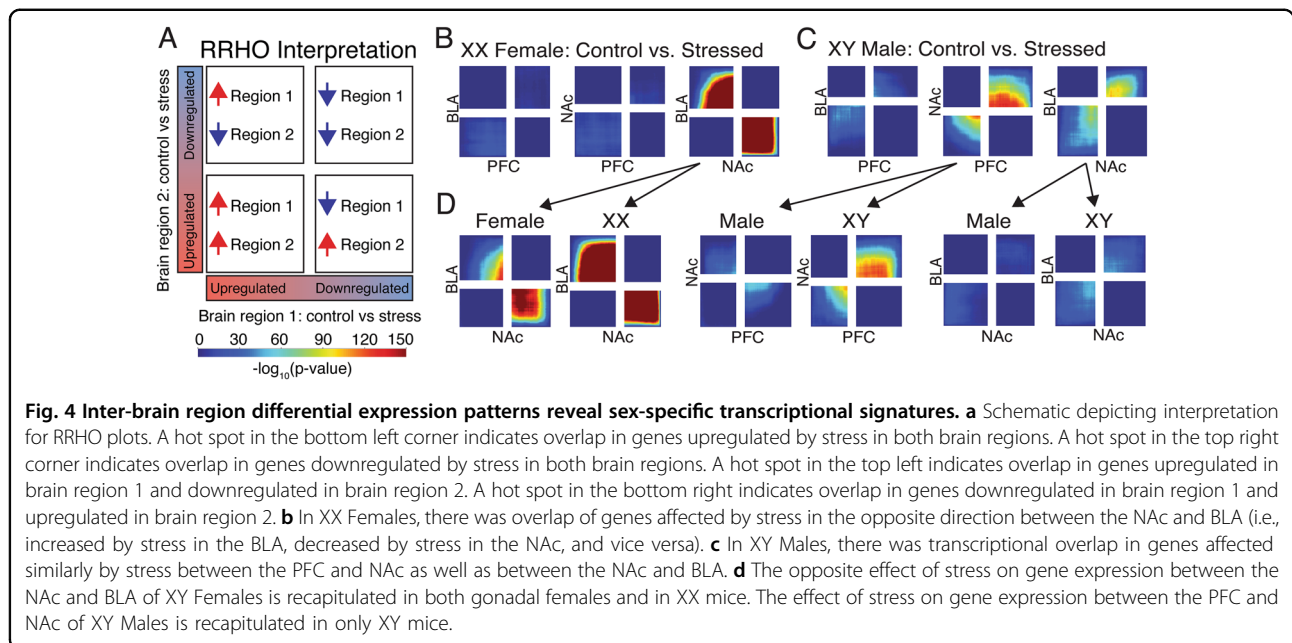 A
RRHO Interpretation
Brain region 2: control vs stress
Downregulated
Upregulated
Region 1
Region 2
Region 1
Region 2
Region 1
Region 2
Region 1
Region 2
Upregulated
Downregulated
Brain region 1: control vs stress
0 30 60 90 120 150
-log10(p-value)
B
XX Female: Control vs. Stressed
BLA
PFC
NAc
PFC
BLA
NAc
C
XY Male: Control vs. Stressed
BLA
PFC
NAc
PFC
BLA
NAc
D
Female
BLA
NAc
XX
BLA
NAc
Male
NAc
PFC
XY
NAc
PFC
Male
BLA
NAc
XY
BLA
NAc
Fig. 4 Inter-brain region differential expression patterns reveal sex-specific transcriptional signatures. a Schematic depicting interpretation
for RRHO plots. A hot spot in the bottom left corner indicates overlap in genes upregulated by stress in both brain regions. A hot spot in the top right
corner indicates overlap in genes downregulated by stress in both brain regions. A hot spot in the top left indicates overlap in genes upregulated in
brain region 1 and downregulated in brain region 2. A hot spot in the bottom right indicates overlap in genes downregulated in brain region 1 and
upregulated in brain region 2. b In XX Females, there was overlap of genes affected by stress in the opposite direction between the NAc and BLA (i.e.,
increased by stress in the BLA, decreased by stress in the NAc, and vice versa). c In XY Males, there was transcriptional overlap in genes affected
similarly by stress between the PFC and NAc as well as between the NAc and BLA. d The opposite effect of stress on gene expression between the
NAc and BLA of XY Females is recapitulated in both gonadal females and in XX mice. The effect of stress on gene expression between the PFC and
NAc of XY Males is recapitulated in only XY mice.